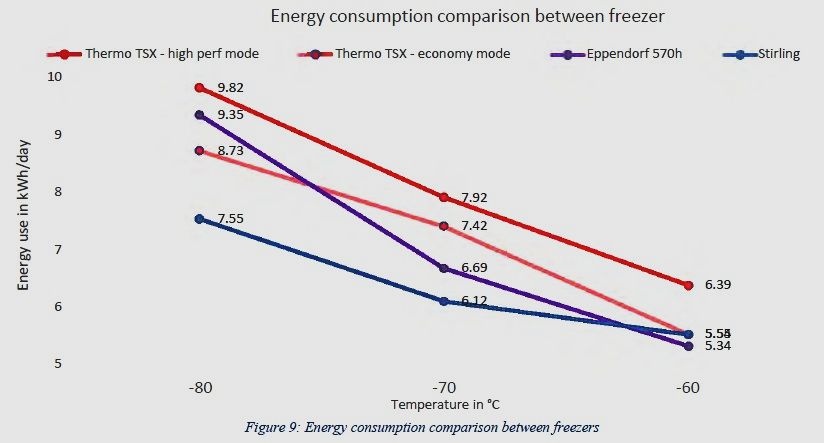 Energy consumption comparison between freezer
Thermo TSX - high perf mode Thermo TSX - economy mode Eppendorf 570h Stirling
10
9
8
7
6
5
Energy use in kWh/day
9.82
9.35
8.73
7.55
7.92
7.42
6.69
6.12
6.39
5.34
-80 -70 -60
Temperature in °C
Figure 9: Energy consumption comparison between freezers